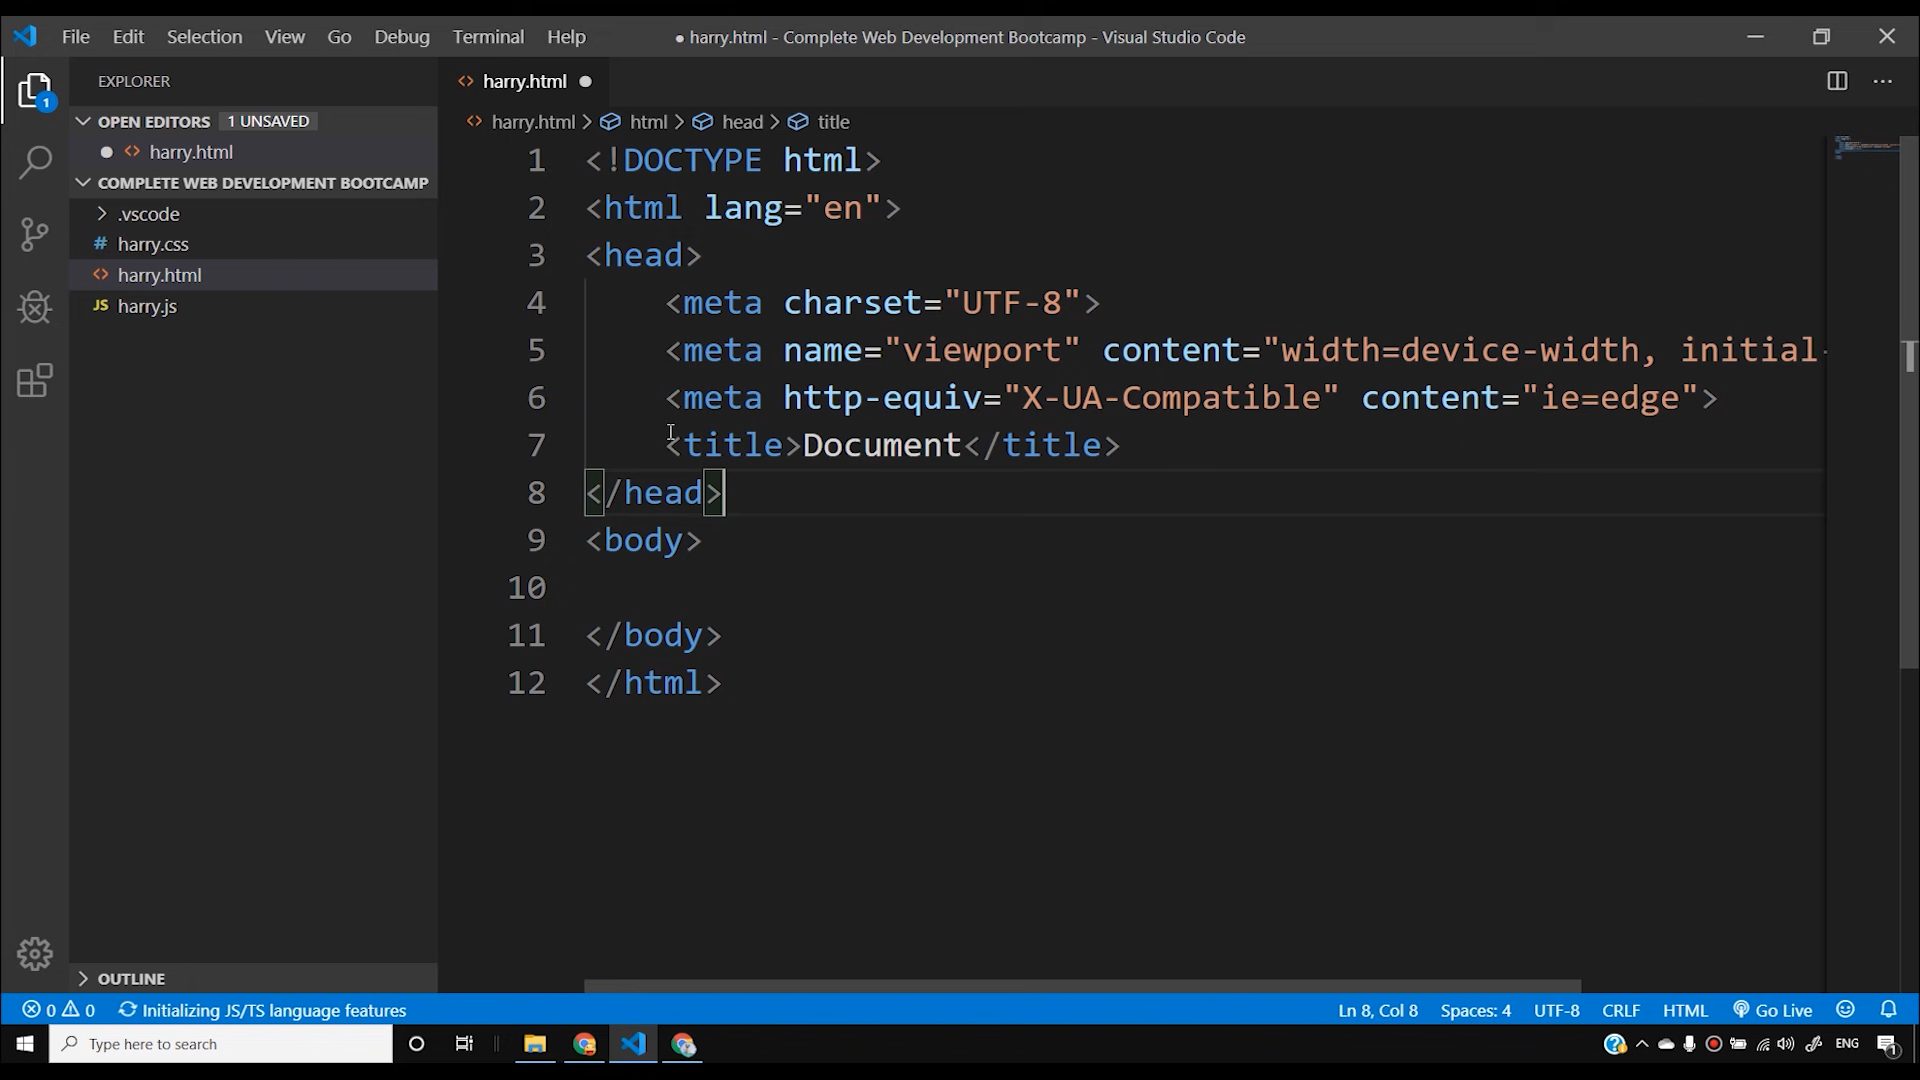 File Edit Selection View Go Debug Terminal Help
● harry.html - Complete Web Development Bootcamp - Visual Studio Code
EXPLORER
OPEN EDITORS 1 UNSAVED
harry.html
COMPLETE WEB DEVELOPMENT BOOTCAMP
.vscode
# harry.css
<> harry.html
JS harry.js
OUTLINE
1
<> harry.html ●
<> harry.html > html > head > title
1 <!DOCTYPE html>
2 <html lang="en">
3 <head>
4 <meta charset="UTF-8">
5 <meta name="viewport" content="width=device-width, initial-
6 <meta http-equiv="X-UA-Compatible" content="ie=edge">
7 <title>Document</title>
8 </head>
9 <body>
10
11 </body>
12 </html>
0 0 Initializing JS/TS language features
Ln 8, Col 8 Spaces: 4 UTF-8 CRLF HTML Go Live
Type here to search
ENG
1